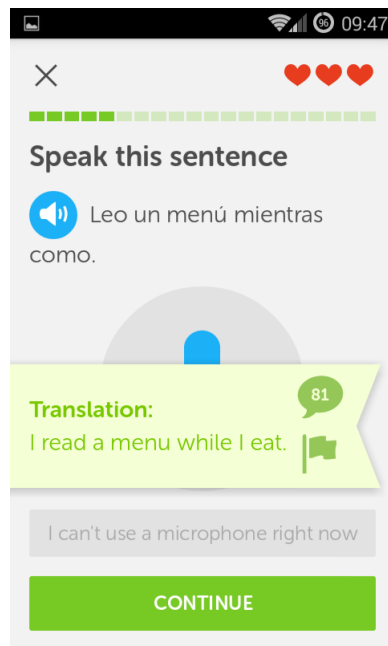 96 09:47
Speak this sentence
Leo un menú mientras
como.
81
Translation:
I read a menu while I eat.
I can't use a microphone right now
CONTINUE